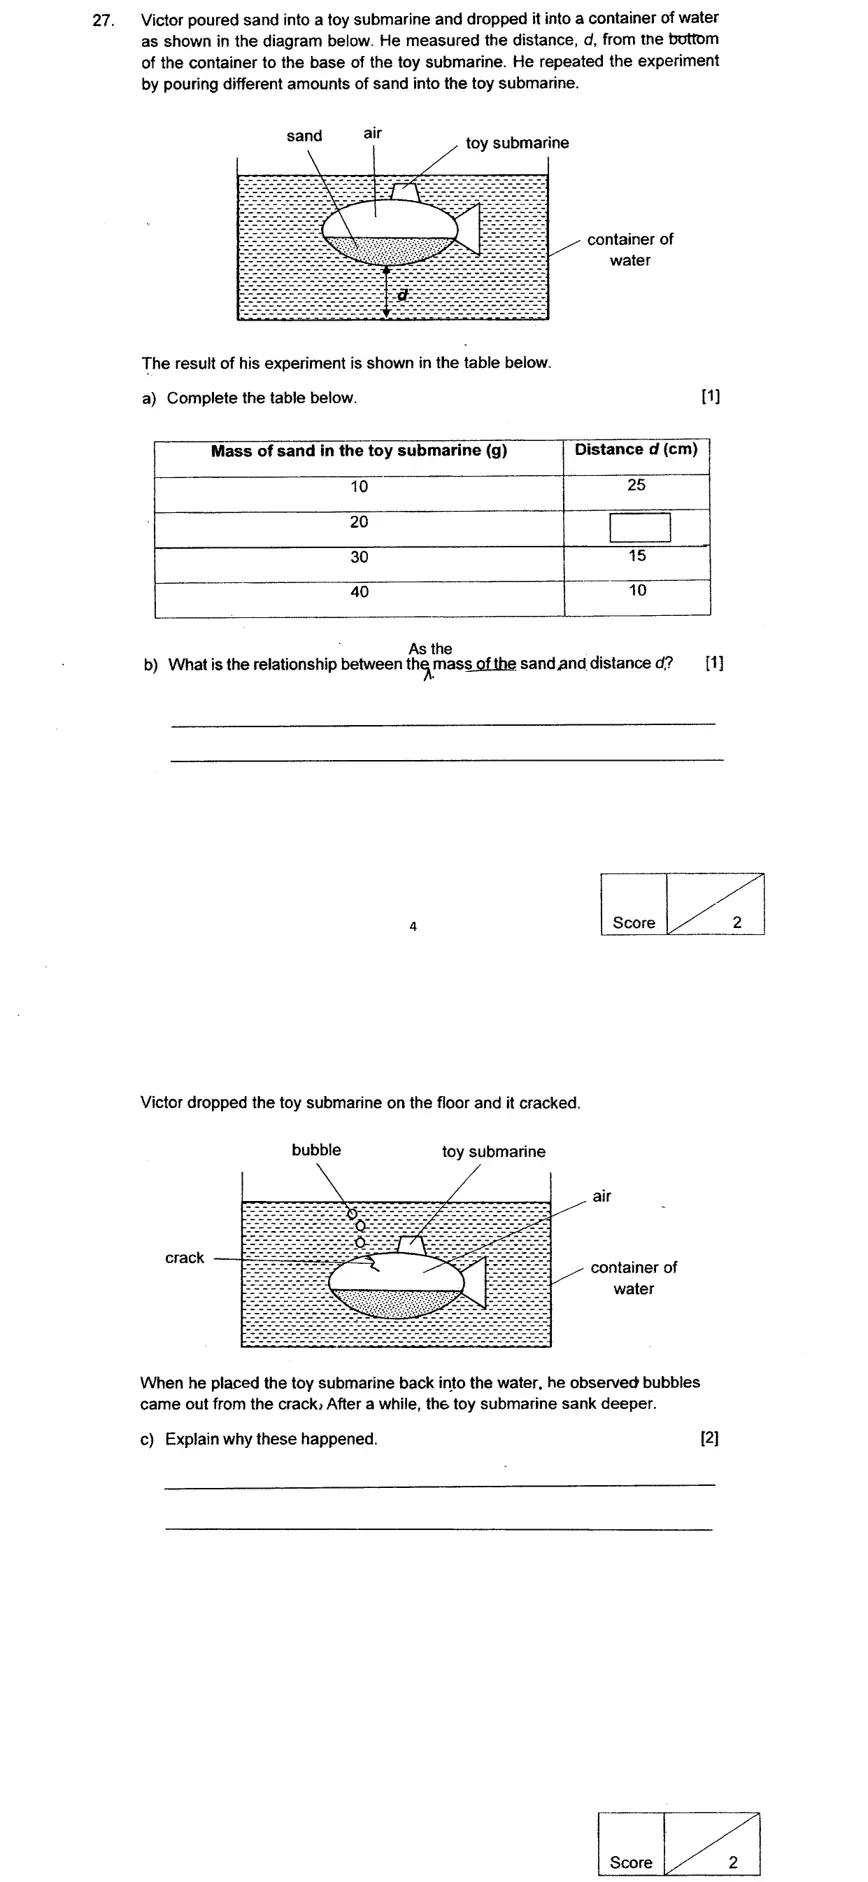 27. Victor poured sand into a toy submarine and dropped it into a container of water
as shown in the diagram below. He measured the distance, d, from the bottom
of the container to the base of the toy submarine. He repeated the experiment
by pouring different amounts of sand into the toy submarine.
sand air toy submarine
container of
water
d
The result of his experiment is shown in the table below.
a) Complete the table below. [1]
Mass of sand in the toy submarine (g) Distance d (cm)
10 25
20
30 15
40 10
As the
b) What is the relationship between the mass of the sand and distance d? [1]
Score 2
4
Victor dropped the toy submarine on the floor and it cracked.
bubble toy submarine
air
crack
container of
water
When he placed the toy submarine back into the water, he observed bubbles
came out from the crack. After a while, the toy submarine sank deeper.
c) Explain why these happened. [2]
Score 2